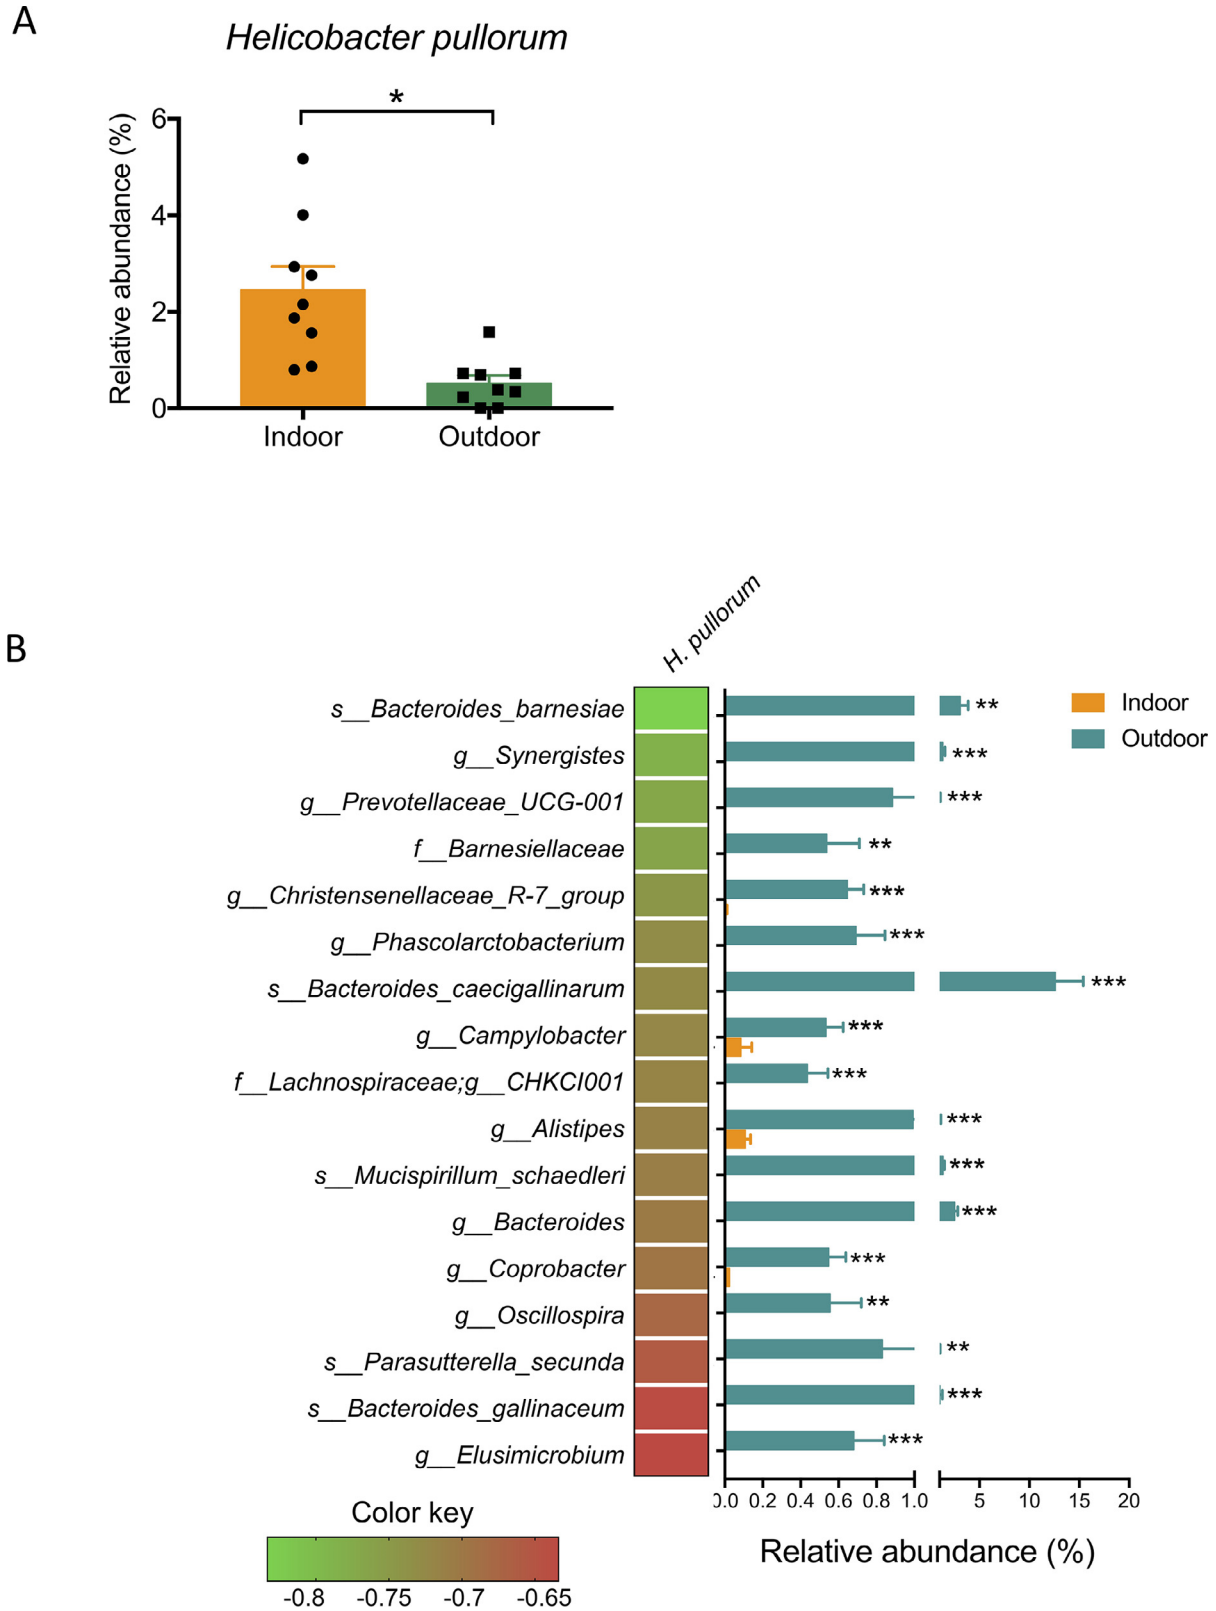 A
Helicobacter pullorum
*
Relative abundance (%)
6
4
2
0
Indoor
Outdoor
B
H. pullorum
s__Bacteroides_barnesiae
**
g__Synergistes
***
g__Prevotellaceae_UCG-001
***
f__Barnesiellaceae
**
g__Christensenellaceae_R-7_group
***
g__Phascolarctobacterium
***
s__Bacteroides_caecigallinarum
***
g__Campylobacter
***
f__Lachnospiraceae;g__CHKCI001
***
g__Alistipes
***
s__Mucispirillum_schaedleri
***
g__Bacteroides
***
g__Coprobacter
***
g__Oscillospira
**
s__Parasutterella_secunda
**
s__Bacteroides_gallinaceum
***
g__Elusimicrobium
***
Indoor
Outdoor
0.0 0.2 0.4 0.6 0.8 1.0 5 10 15 20
Relative abundance (%)
Color key
-0.8 -0.75 -0.7 -0.65